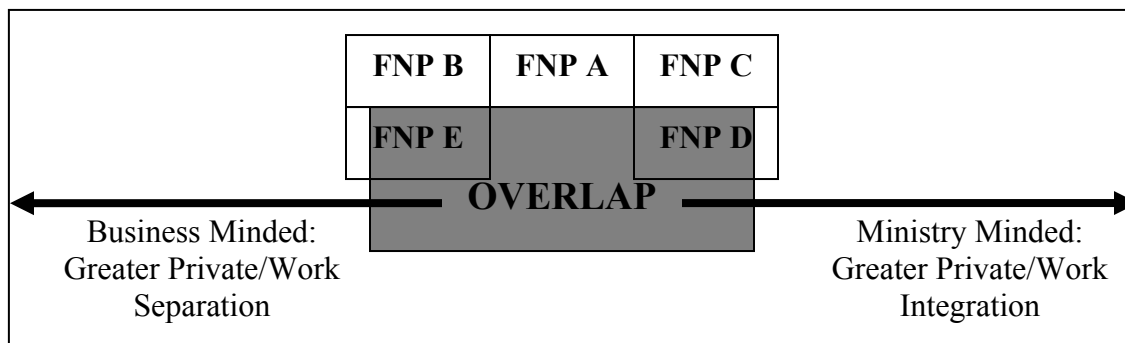 FNP B FNP A FNP C
FNP E FNP D
OVERLAP
Business Minded:
Greater Private/Work
Separation
Ministry Minded:
Greater Private/Work
Integration